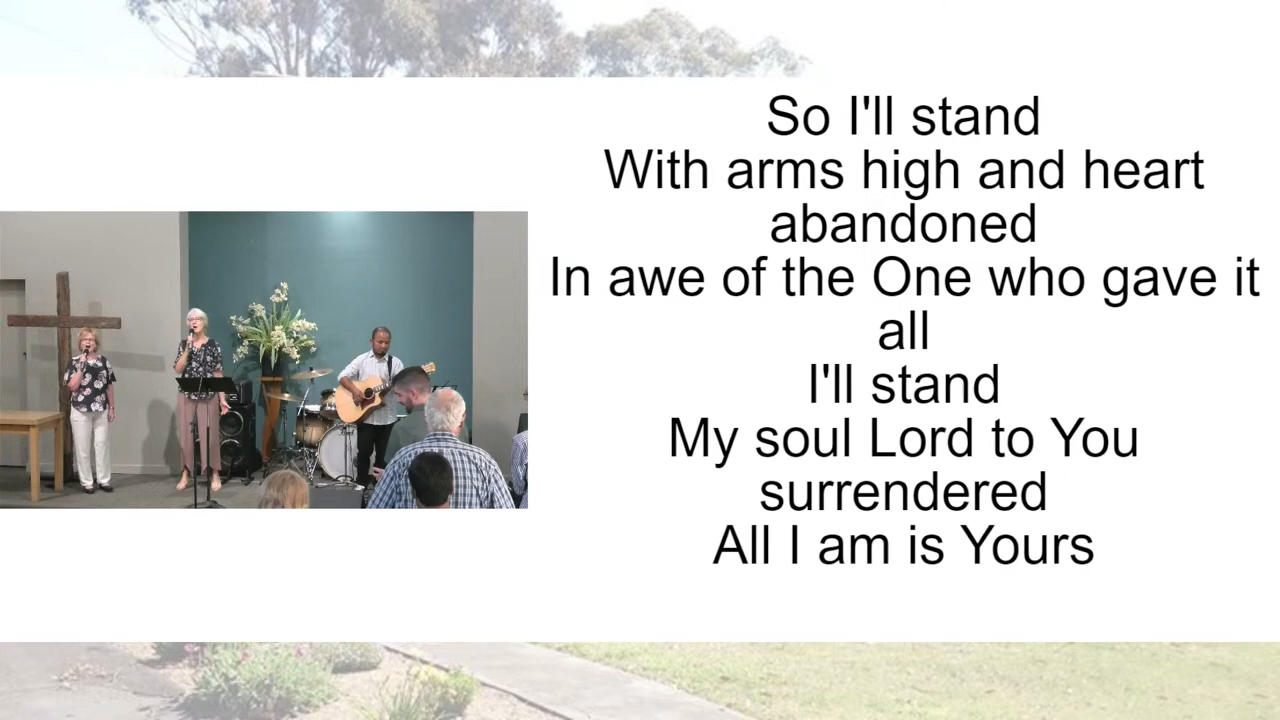 So I'll stand
With arms high and heart
abandoned
In awe of the One who gave it
all
I'll stand
My soul Lord to You
surrendered
All I am is Yours